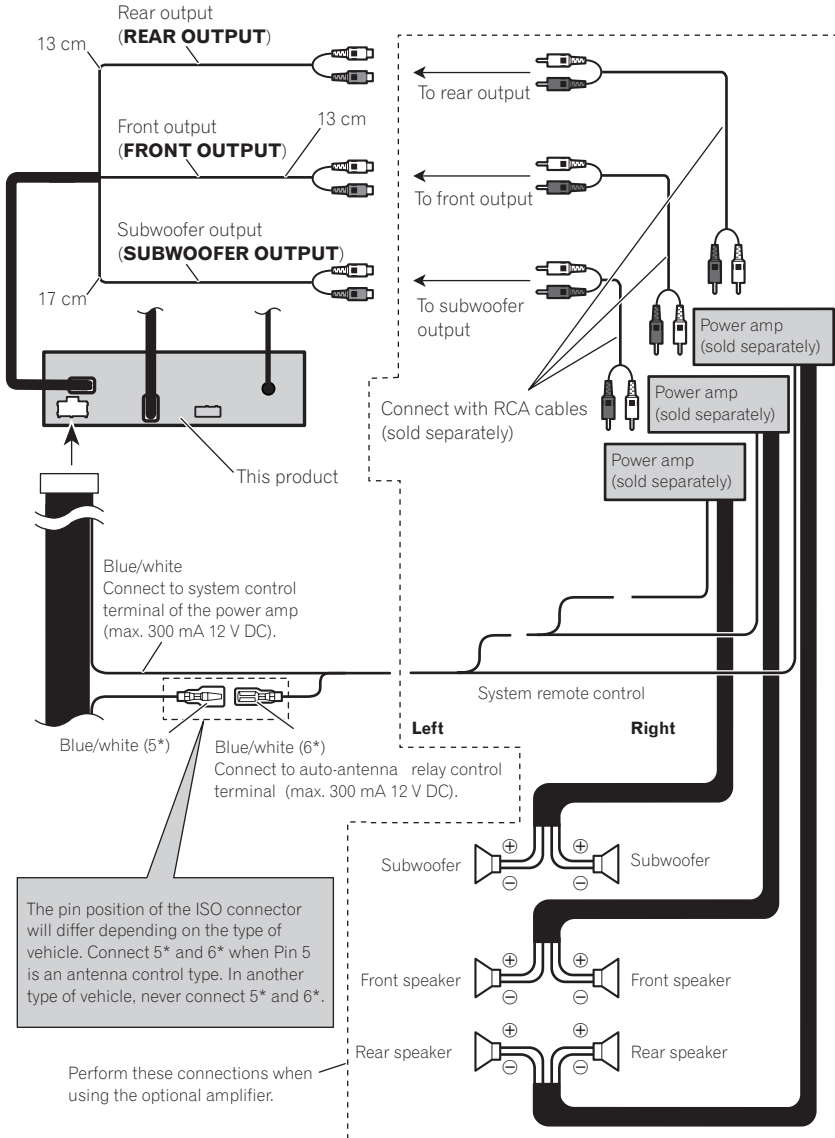 Rear output
(REAR OUTPUT)
13 cm
To rear output
Front output
(FRONT OUTPUT)
13 cm
To front output
Subwoofer output
(SUBWOOFER OUTPUT)
17 cm
To subwoofer
output
Power amp
(sold separately)
Power amp
(sold separately)
Power amp
(sold separately)
Connect with RCA cables
(sold separately)
This product
Blue/white
Connect to system control
terminal of the power amp
(max. 300 mA 12 V DC).
System remote control
Blue/white (5*)
Blue/white (6*)
Connect to auto-antenna relay control
terminal (max. 300 mA 12 V DC).
Left
Right
The pin position of the ISO connector
will differ depending on the type of
vehicle. Connect 5* and 6* when Pin 5
is an antenna control type. In another
type of vehicle, never connect 5* and 6*.
Subwoofer
⊕
⊖
⊕
⊖
Subwoofer
Front speaker
⊕
⊖
⊕
⊖
Front speaker
Rear speaker
⊕
⊖
⊕
⊖
Rear speaker
Perform these connections when
using the optional amplifier.